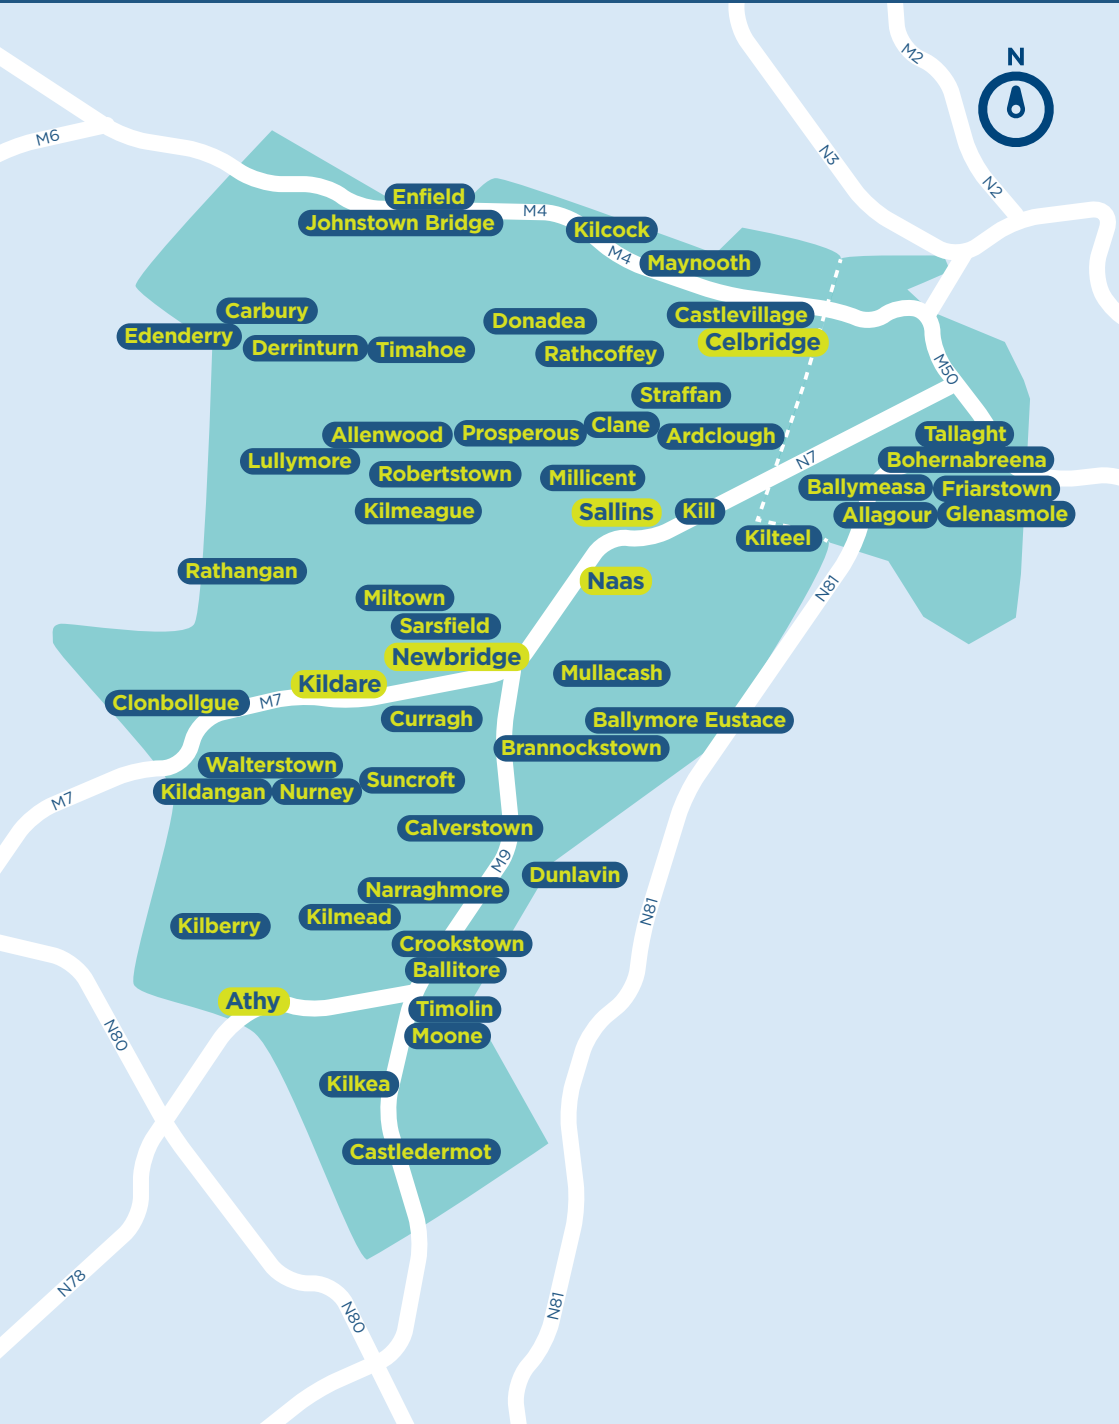 M2
N
M6
N3
N2
Enfield
M4
Johnstown Bridge
Kilcock
M4
Maynooth
Carbury
Castlevillage
Donadea
Edenderry
Celbridge
Derrinturn
Timahoe
Rathcoffey
M50
Straffan
Clane
Allenwood
Prosperous
Ardclough
Tallaght
Lullymore
N7
Bohernabreena
Robertstown
Millicent
Ballymeasa
Friarstown
Kilmeague
Sallins
Kill
Allagour
Glenasmole
Kilteel
Rathangan
Naas
N81
Miltown
Sarsfield
Newbridge
Mullacash
Kildare
Clonbollgue
M7
Curragh
Ballymore Eustace
Brannockstown
Walterstown
Suncroft
Kildangan
Nurney
M7
Calverstown
M9
Dunlavin
Narraghmore
N81
Kilmead
Kilberry
Crookstown
Ballitore
Athy
Timolin
N80
Moone
Kilkea
Castledermot
N78
N81
N80